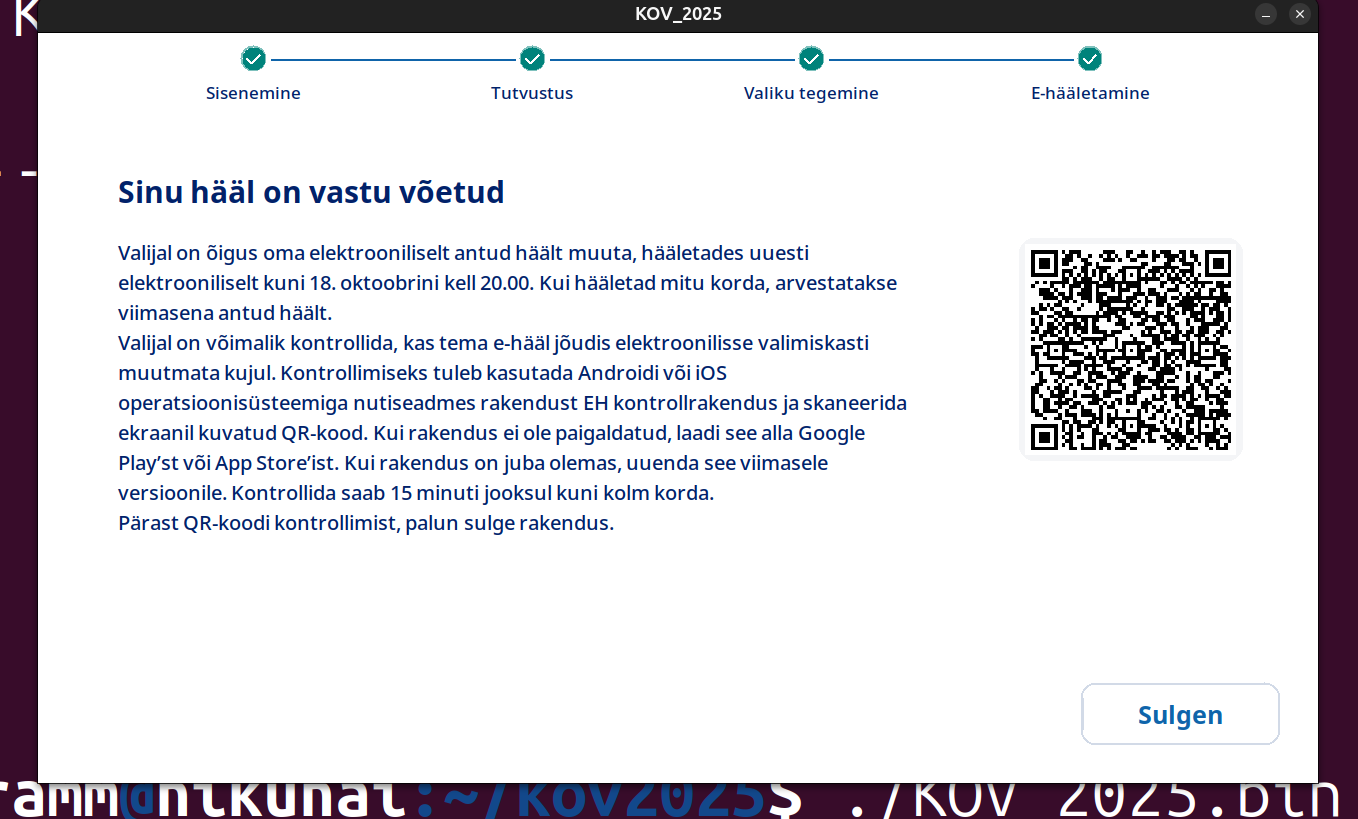 KOV_2025
Sisenemine
Tutvustus
Valiku tegemine
E-hääletamine
Sinu hääl on vastu võetud
Valijal on õigus oma elektrooniliselt antud häält muuta, hääletades uuesti
elektrooniliselt kuni 18. oktoobrini kell 20.00. Kui hääletad mitu korda, arvestatakse
viimasena antud häält.
Valijal on võimalik kontrollida, kas tema e-hääl jõudis elektroonilisse valimiskasti
muutmata kujul. Kontrollimiseks tuleb kasutada Androidi või iOS
operatsioonisüsteemiga nutiseadmes rakendust EH kontrollrakendus ja skaneerida
ekraanil kuvatud QR-kood. Kui rakendus ei ole paigaldatud, laadi see alla Google
Play’st või App Store’ist. Kui rakendus on juba olemas, uuenda see viimasele
versioonile. Kontrollida saab 15 minuti jooksul kuni kolm korda.
Pärast QR-koodi kontrollimist, palun sulge rakendus.
Sulgen
:~/kov2025$ ./KOV_2025.bin